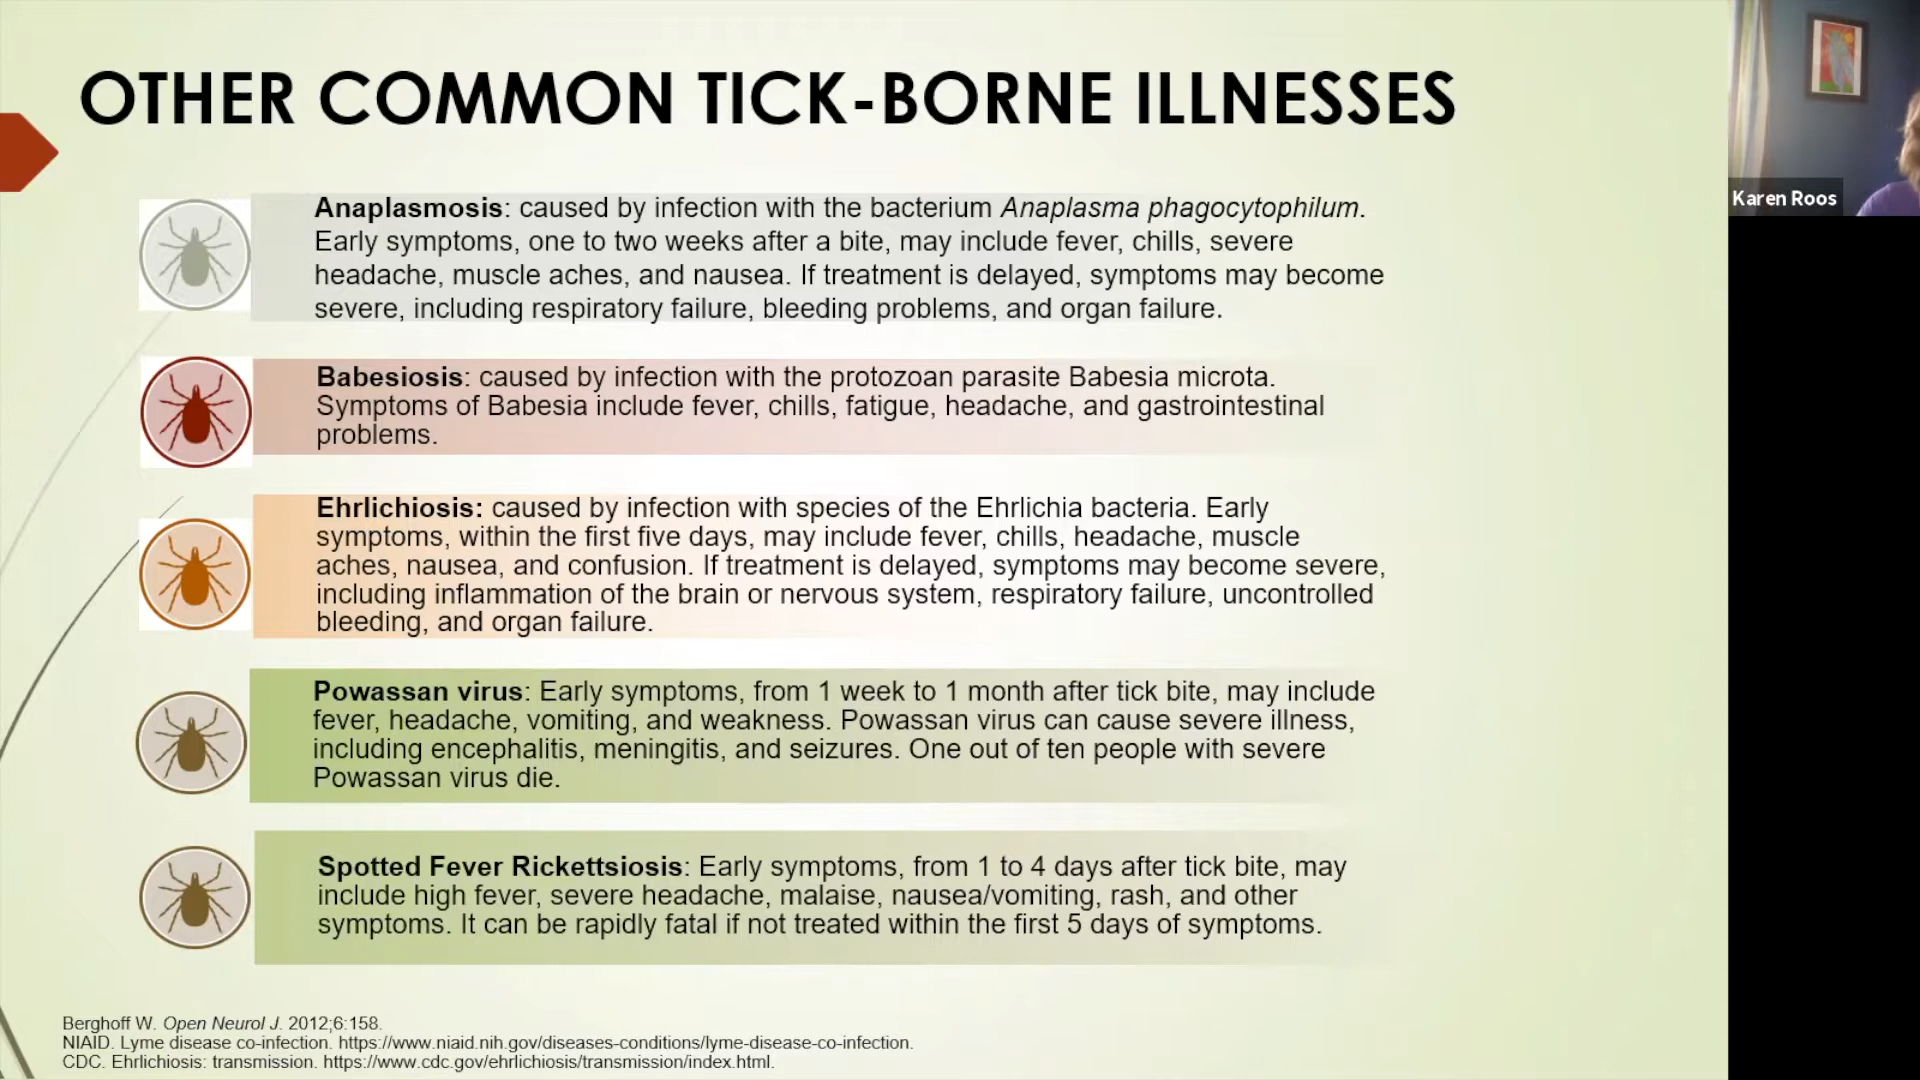 OTHER COMMON TICK-BORNE ILLNESSES
Karen Roos
Anaplasmosis: caused by infection with the bacterium Anaplasma phagocytophilum.
Early symptoms, one to two weeks after a bite, may include fever, chills, severe
headache, muscle aches, and nausea. If treatment is delayed, symptoms may become
severe, including respiratory failure, bleeding problems, and organ failure.
Babesiosis: caused by infection with the protozoan parasite Babesia microta.
Symptoms of Babesia include fever, chills, fatigue, headache, and gastrointestinal
problems.
Ehrlichiosis: caused by infection with species of the Ehrlichia bacteria. Early
symptoms, within the first five days, may include fever, chills, headache, muscle
aches, nausea, and confusion. If treatment is delayed, symptoms may become severe,
including inflammation of the brain or nervous system, respiratory failure, uncontrolled
bleeding, and organ failure.
Powassan virus: Early symptoms, from 1 week to 1 month after tick bite, may include
fever, headache, vomiting, and weakness. Powassan virus can cause severe illness,
including encephalitis, meningitis, and seizures. One out of ten people with severe
Powassan virus die.
Spotted Fever Rickettsiosis: Early symptoms, from 1 to 4 days after tick bite, may
include high fever, severe headache, malaise, nausea/vomiting, rash, and other
symptoms. It can be rapidly fatal if not treated within the first 5 days of symptoms.
Berghoff W. Open Neurol J. 2012;6:158.
NIAID. Lyme disease co-infection. https://www.niaid.nih.gov/diseases-conditions/lyme-disease-co-infection.
CDC. Ehrlichiosis: transmission. https://www.cdc.gov/ehrlichiosis/transmission/index.html.